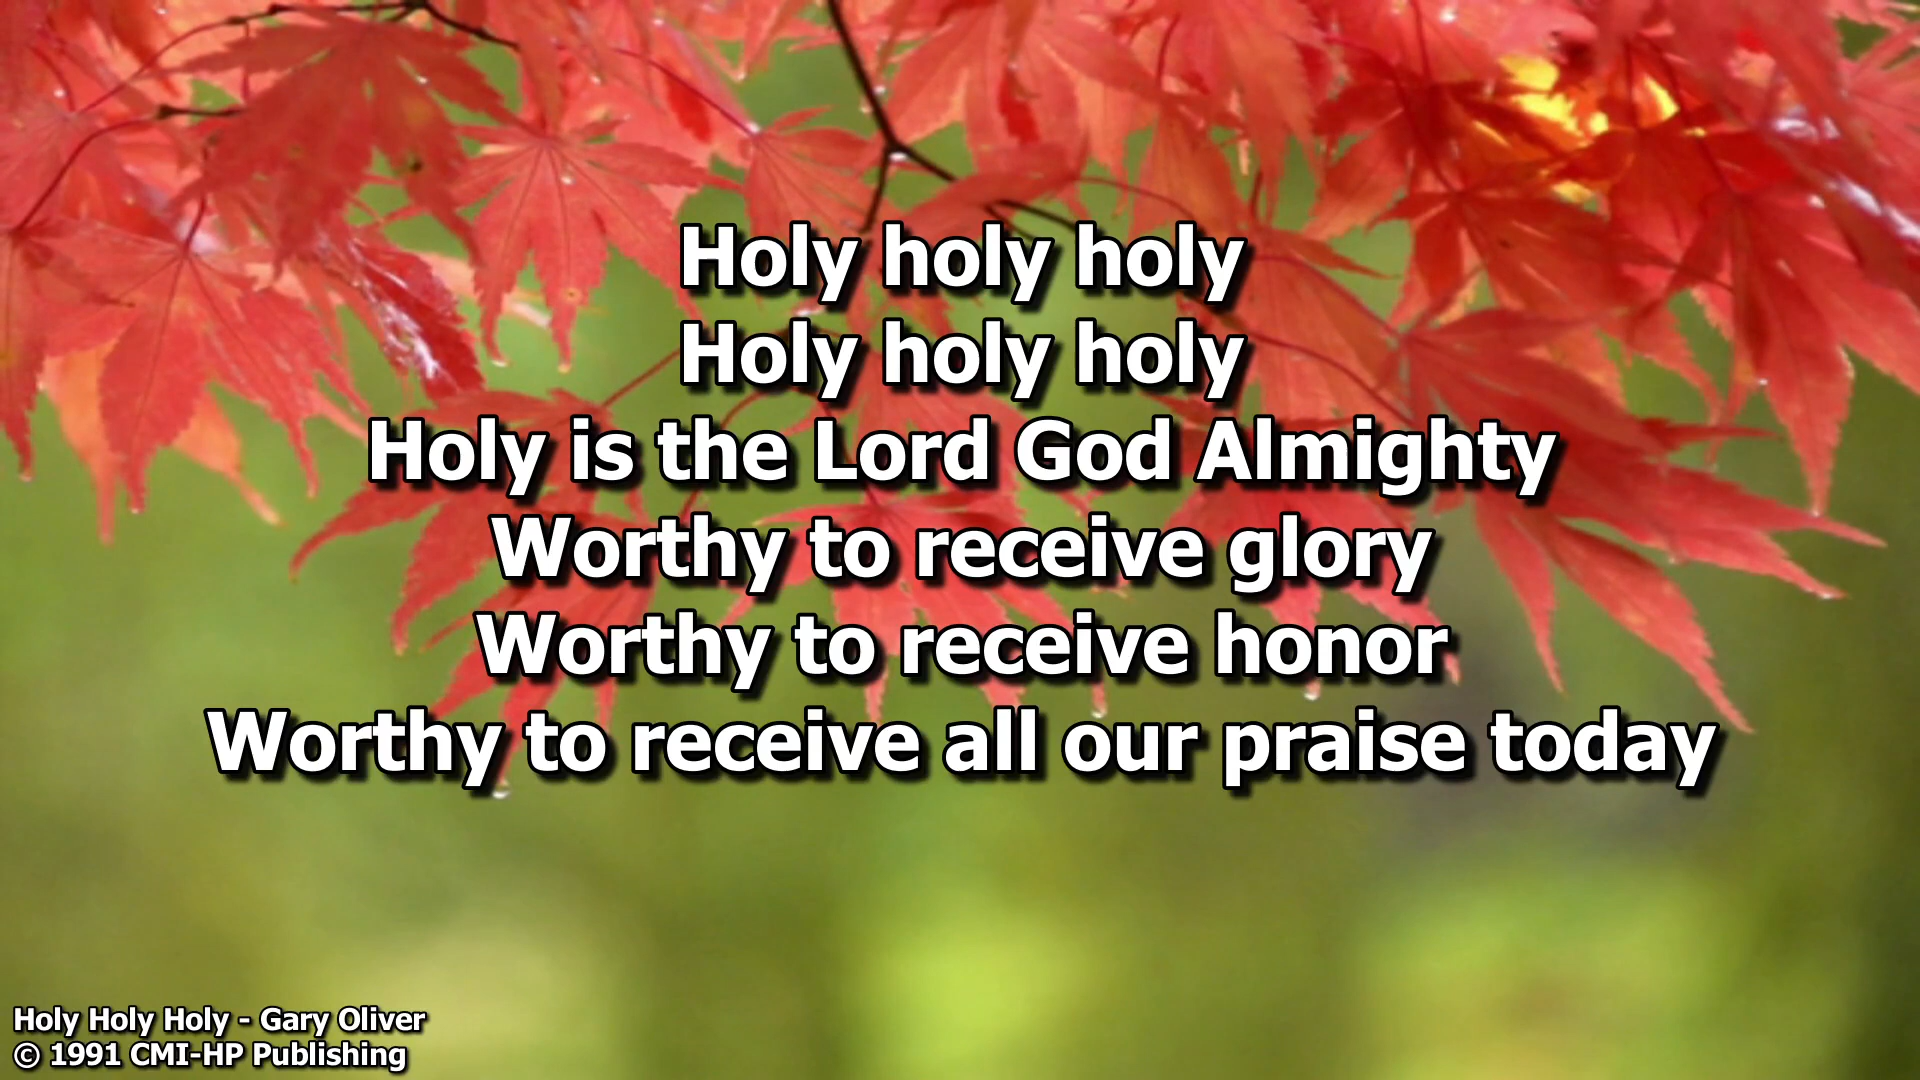 Holy holy holy
Holy holy holy
Holy is the Lord God Almighty
Worthy to receive glory
Worthy to receive honor
Worthy to receive all our praise today
Holy Holy Holy - Gary Oliver
© 1991 CMI-HP Publishing